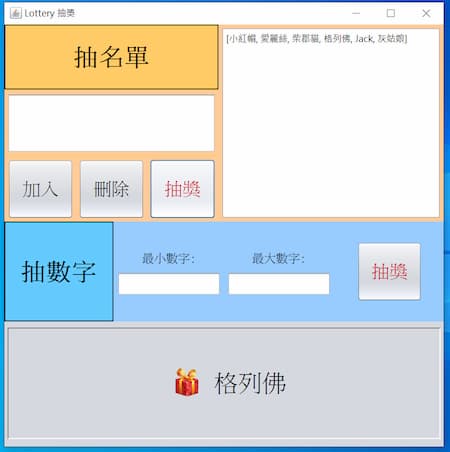 Lottery 抽獎
抽名單
[小紅帽, 愛麗絲, 柴郡貓, 格列佛, Jack, 灰姑娘]
加入
刪除
抽獎
抽數字
最小數字:
最大數字:
抽獎
格列佛